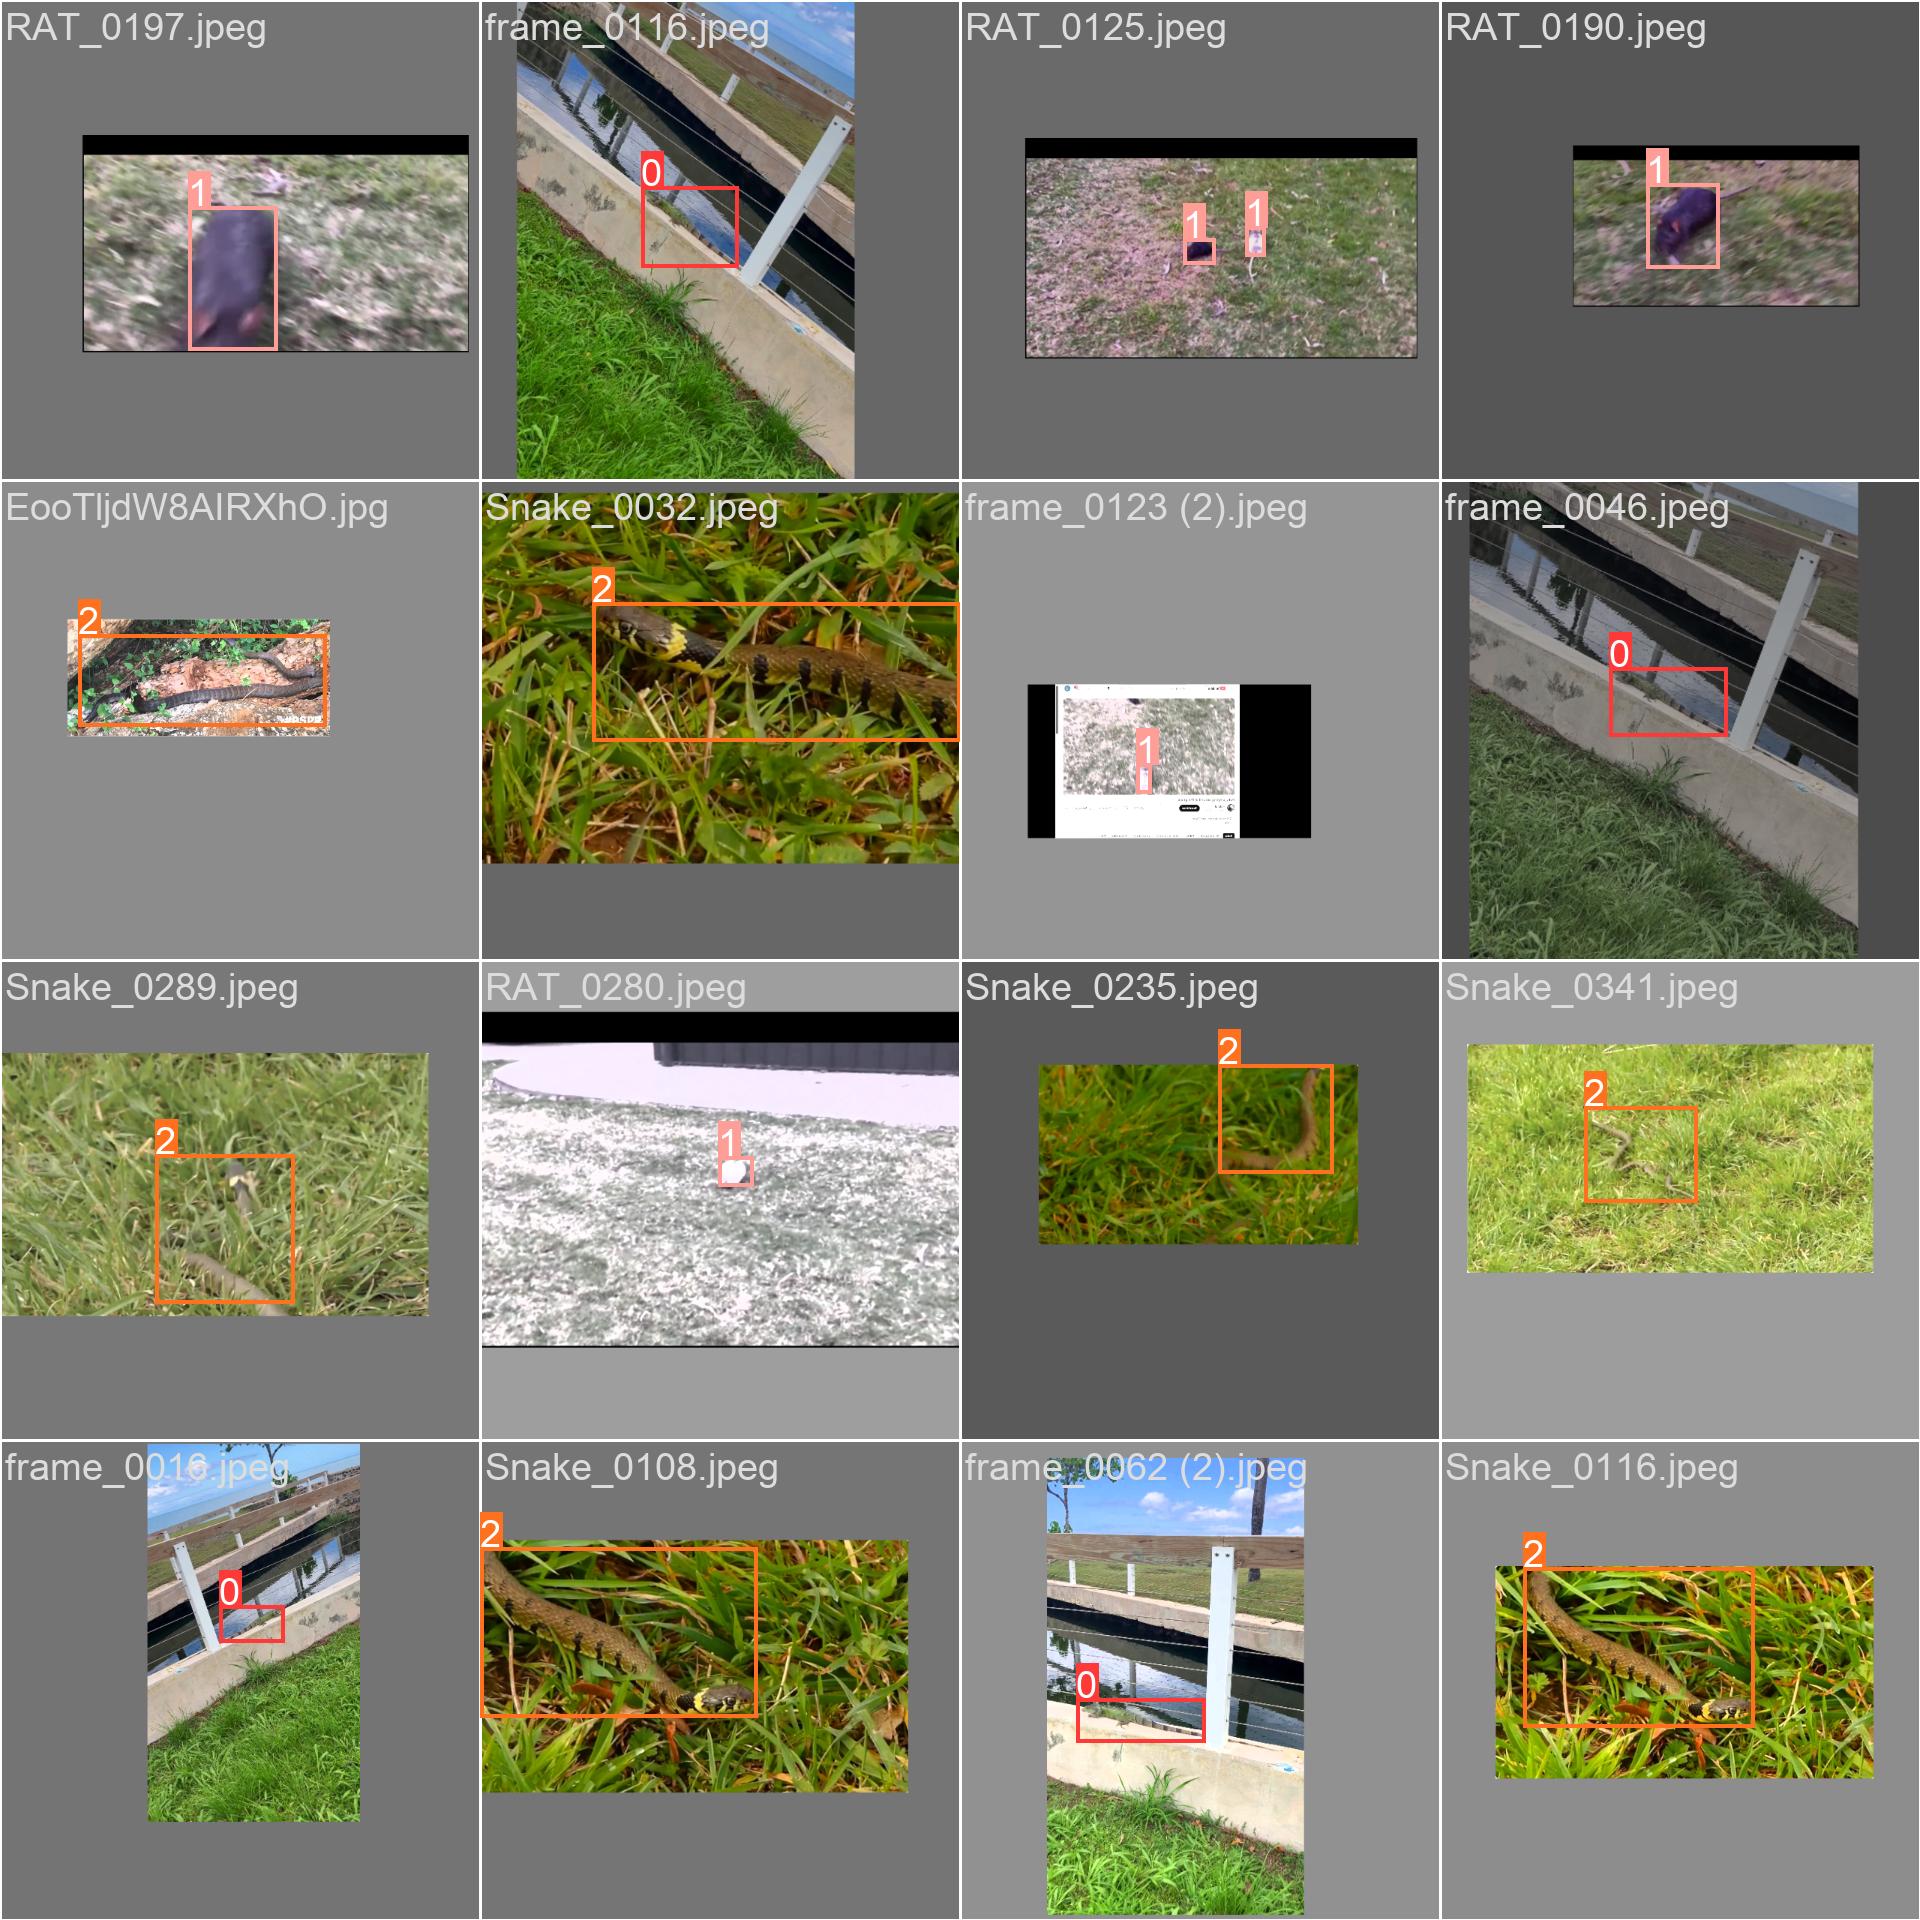 RAT_0197.jpeg
frame_0116.jpeg
RAT_0125.jpeg
RAT_0190.jpeg
1
0
1
1
1
EooTljdW8AIRXhO.jpg
Snake_0032.jpeg
frame_0123 (2).jpeg
frame_0046.jpeg
2
2
1
0
Snake_0289.jpeg
RAT_0280.jpeg
Snake_0235.jpeg
Snake_0341.jpeg
2
1
2
2
frame_0016.jpeg
Snake_0108.jpeg
frame_0062 (2).jpeg
Snake_0116.jpeg
0
2
0
2